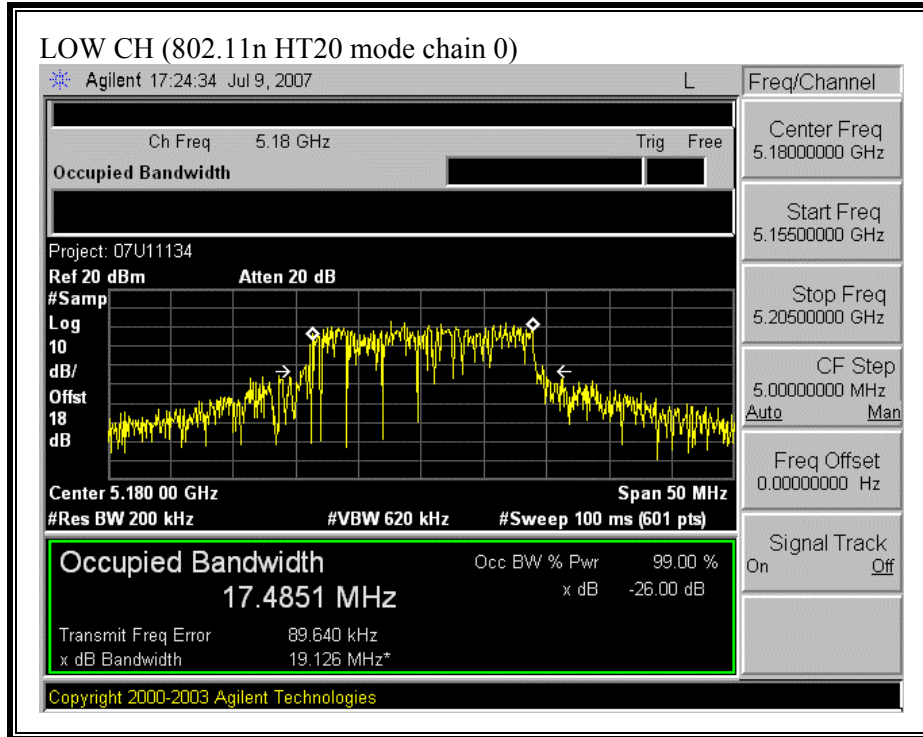 LOW CH (802.11n HT20 mode chain 0)
Agilent 17:24:34 Jul 9, 2007 L Freq/Channel
Ch Freq 5.18 GHz Trig Free
Occupied Bandwidth
Center Freq
5.18000000 GHz
Start Freq
5.15500000 GHz
Stop Freq
5.20500000 GHz
CF Step
5.00000000 MHz
Auto Man
Freq Offset
0.00000000 Hz
Signal Track
On Off
Project: 07U11134
Ref 20 dBm Atten 20 dB
#Samp
Log
10
dB/
Offst
18
dB
Center 5.180 00 GHz Span 50 MHz
#Res BW 200 kHz #VBW 620 kHz #Sweep 100 ms (601 pts)
Occupied Bandwidth Occ BW % Pwr 99.00 %
17.4851 MHz x dB -26.00 dB
Transmit Freq Error 89.640 kHz
x dB Bandwidth 19.126 MHz*
Copyright 2000-2003 Agilent Technologies